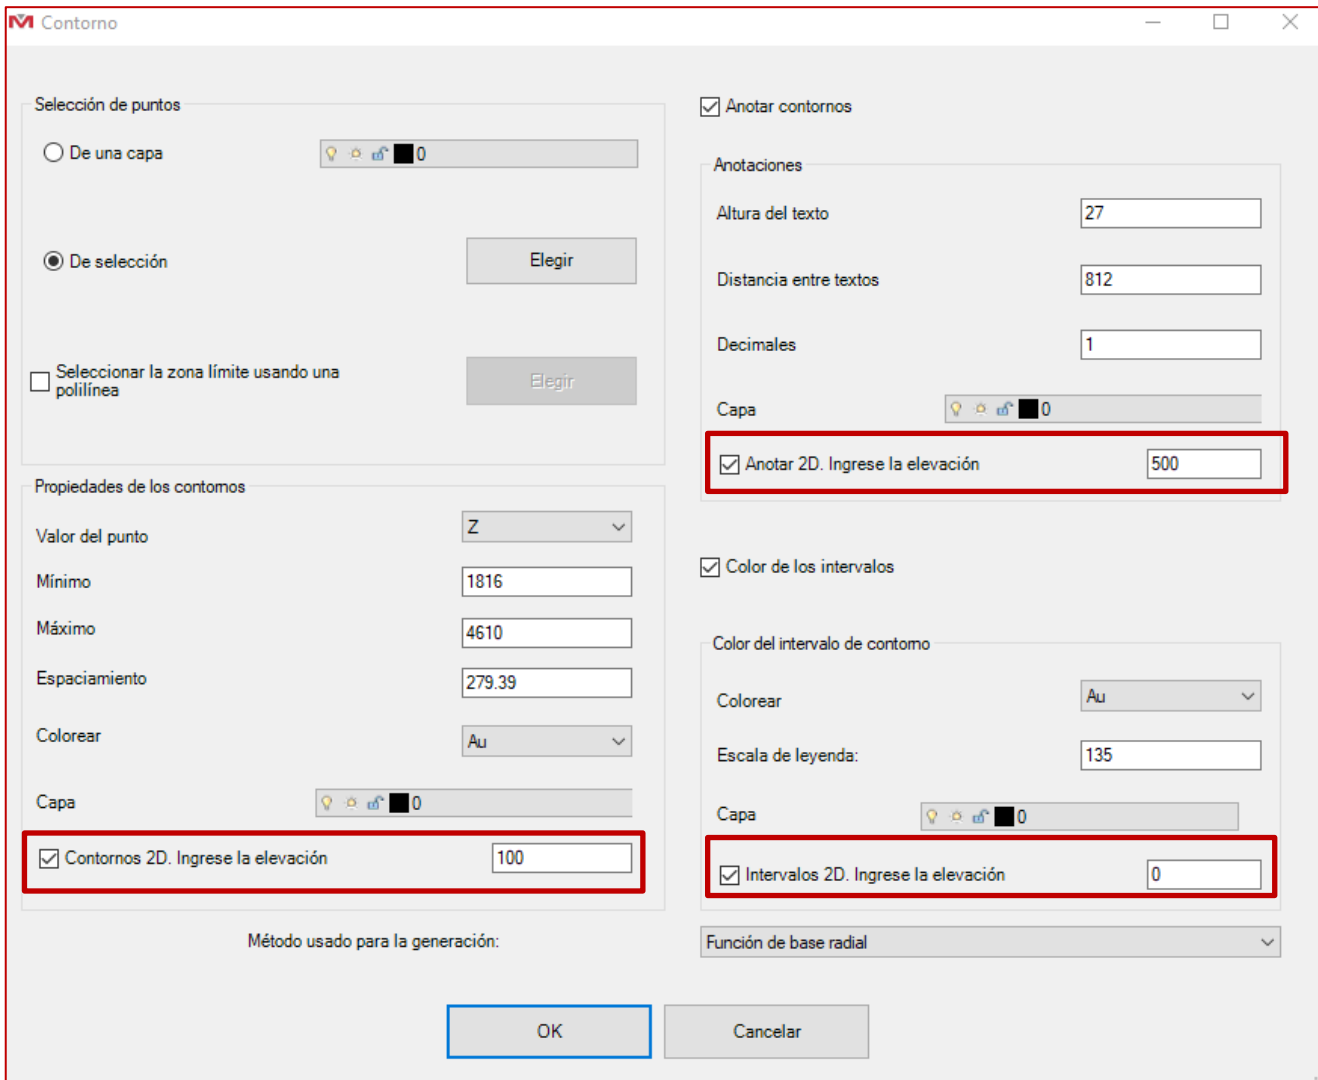 Contorno
Selección de puntos
De una capa
0
De selección
Elegir
Seleccionar la zona límite usando una
polilínea
Elegir
Propiedades de los contornos
Valor del punto
Z
Mínimo
1816
Máximo
4610
Espaciamiento
279.39
Colorear
Au
Capa
0
Contornos 2D. Ingrese la elevación
100
Anotar contornos
Anotaciones
Altura del texto
27
Distancia entre textos
812
Decimales
1
Capa
0
Anotar 2D. Ingrese la elevación
500
Color de los intervalos
Color del intervalo de contorno
Colorear
Au
Escala de leyenda:
135
Capa
0
Intervalos 2D. Ingrese la elevación
0
Método usado para la generación:
Función de base radial
OK
Cancelar